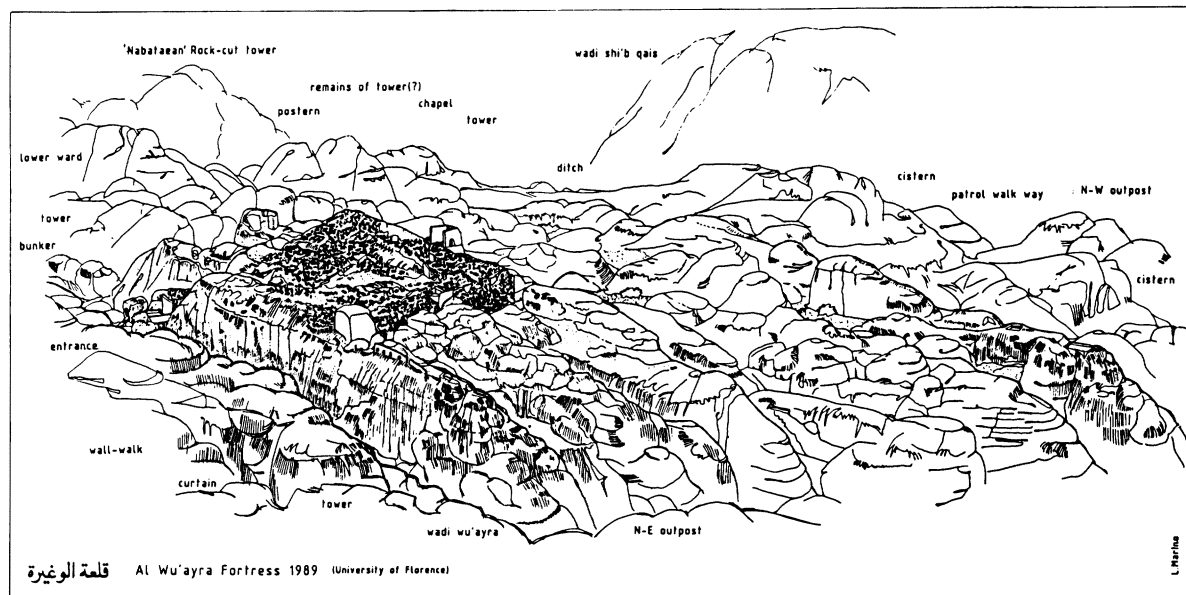 'Nabataean' Rock-cut tower
wadi shi'b qais
remains of tower(?)
chapel
postern
tower
lower ward
ditch
cistern
patrol walk way
N-W outpost
tower
bunker
cistern
entrance
wall-walk
curtain
tower
wadi wu'ayra
N-E outpost
L.Marino
قلعة الوغيرة Al Wu'ayra Fortress 1989 (University of Florence)